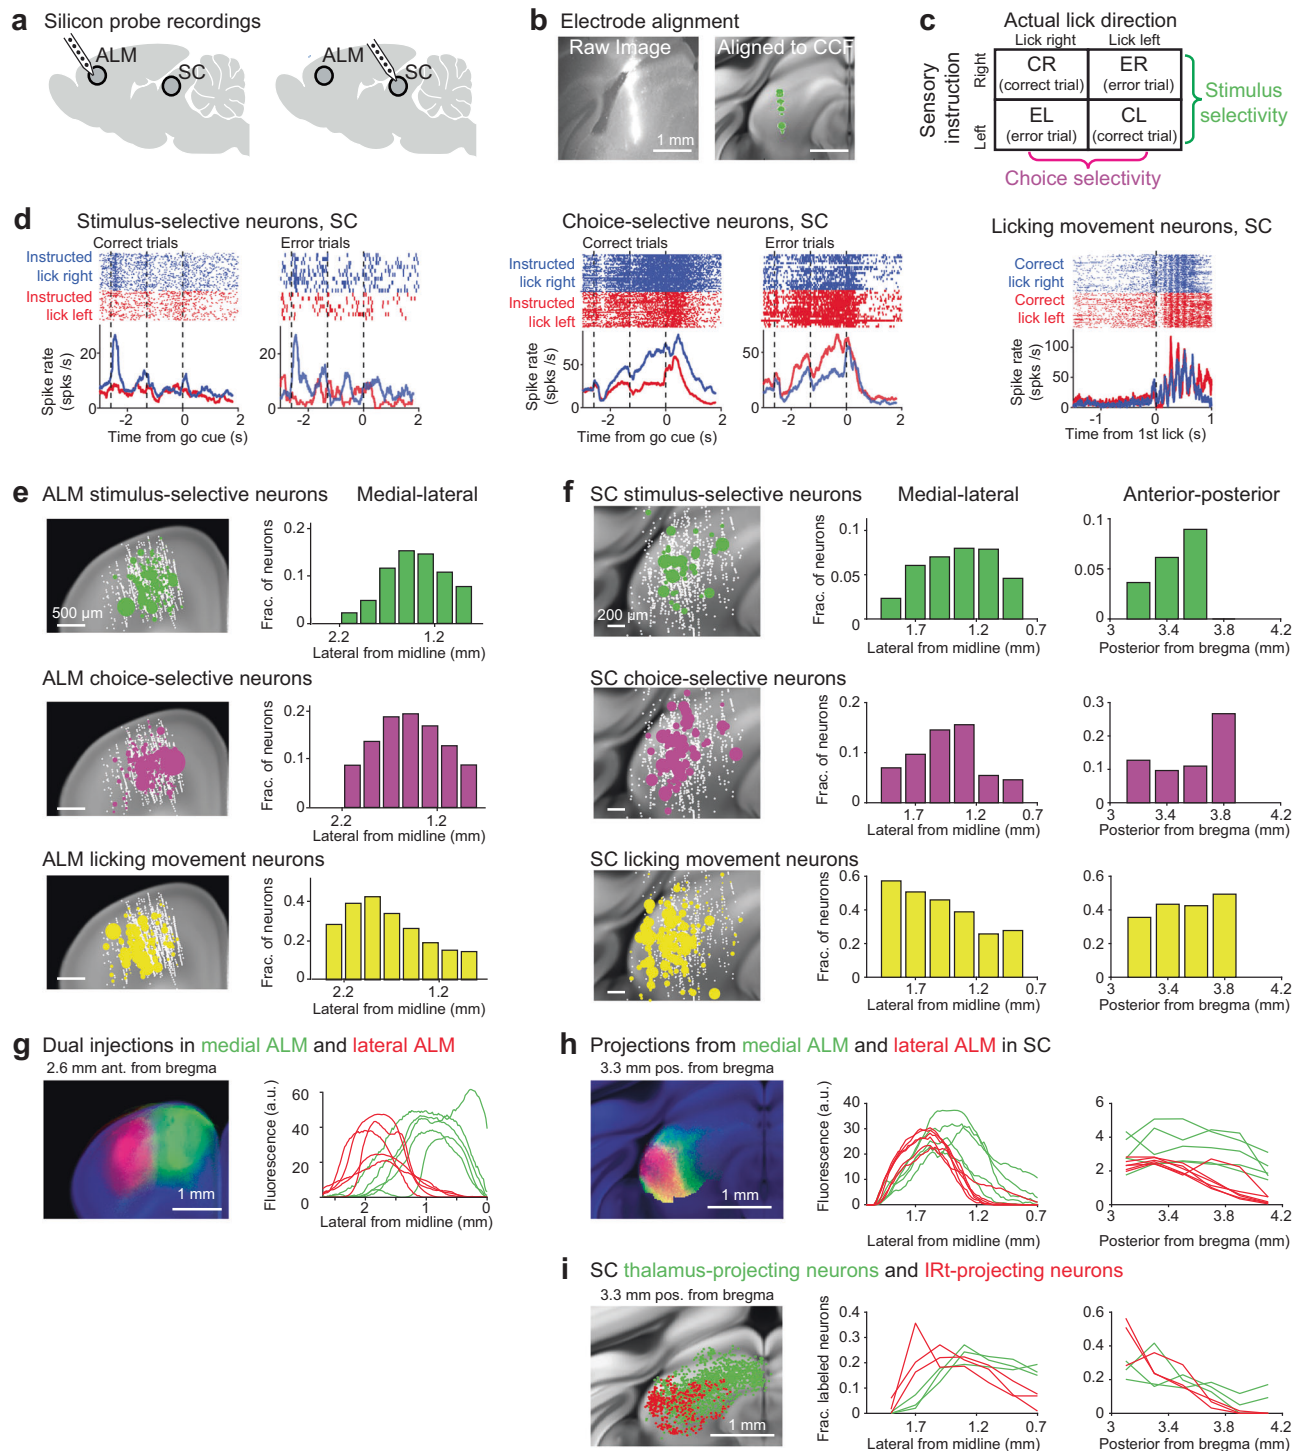 a Silicon probe recordings
ALM
SC
ALM
SC
b Electrode alignment
Raw Image
1 mm
Aligned to CCF
c Actual lick direction
Lick right Lick left
Sensory instruction
Right
Left
CR (correct trial)
ER (error trial)
EL (error trial)
CL (correct trial)
Stimulus selectivity
Choice selectivity
d Stimulus-selective neurons, SC
Correct trials
Error trials
Instructed lick right
Instructed lick left
Spike rate (spks /s)
20
0
-2 0 2
20
0
-2 0 2
Time from go cue (s)
Choice-selective neurons, SC
Correct trials
Error trials
Instructed lick right
Instructed lick left
Spike rate (spks /s)
50
0
-2 0 2
50
0
-2 0 2
Time from go cue (s)
Licking movement neurons, SC
Correct lick right
Correct lick left
Spike rate (spks /s)
100
50
0
-1 0 1
Time from 1st lick (s)
e ALM stimulus-selective neurons
Medial-lateral
500 µm
Frac. of neurons
0.2
0.1
0
2.2 1.2
Lateral from midline (mm)
ALM choice-selective neurons
Frac. of neurons
0.2
0.1
0
2.2 1.2
Lateral from midline (mm)
ALM licking movement neurons
Frac. of neurons
0.4
0.2
0
2.2 1.2
Lateral from midline (mm)
f SC stimulus-selective neurons
Medial-lateral
Anterior-posterior
200 µm
Frac. of neurons
0.1
0.05
0
1.7 1.2 0.7
Lateral from midline (mm)
0.1
0.05
0
3 3.4 3.8 4.2
Posterior from bregma (mm)
SC choice-selective neurons
Frac. of neurons
0.2
0.1
0
1.7 1.2 0.7
Lateral from midline (mm)
0.3
0.2
0.1
0
3 3.4 3.8 4.2
Posterior from bregma (mm)
SC licking movement neurons
Frac. of neurons
0.6
0.4
0.2
0
1.7 1.2 0.7
Lateral from midline (mm)
0.6
0.4
0.2
0
3 3.4 3.8 4.2
Posterior from bregma (mm)
g Dual injections in medial ALM and lateral ALM
2.6 mm ant. from bregma
1 mm
Fluorescence (a.u.)
60
40
20
0
2 1 0
Lateral from midline (mm)
h Projections from medial ALM and lateral ALM in SC
3.3 mm pos. from bregma
1 mm
Fluorescence (a.u.)
40
30
20
10
0
1.7 1.2 0.7
Lateral from midline (mm)
6
4
2
0
3 3.4 3.8 4.2
Posterior from bregma (mm)
i SC thalamus-projecting neurons and IRt-projecting neurons
3.3 mm pos. from bregma
1 mm
Frac. labeled neurons
0.4
0.3
0.2
0.1
0
1.7 1.2 0.7
Lateral from midline (mm)
0.6
0.4
0.2
0
3 3.4 3.8 4.2
Posterior from bregma (mm)